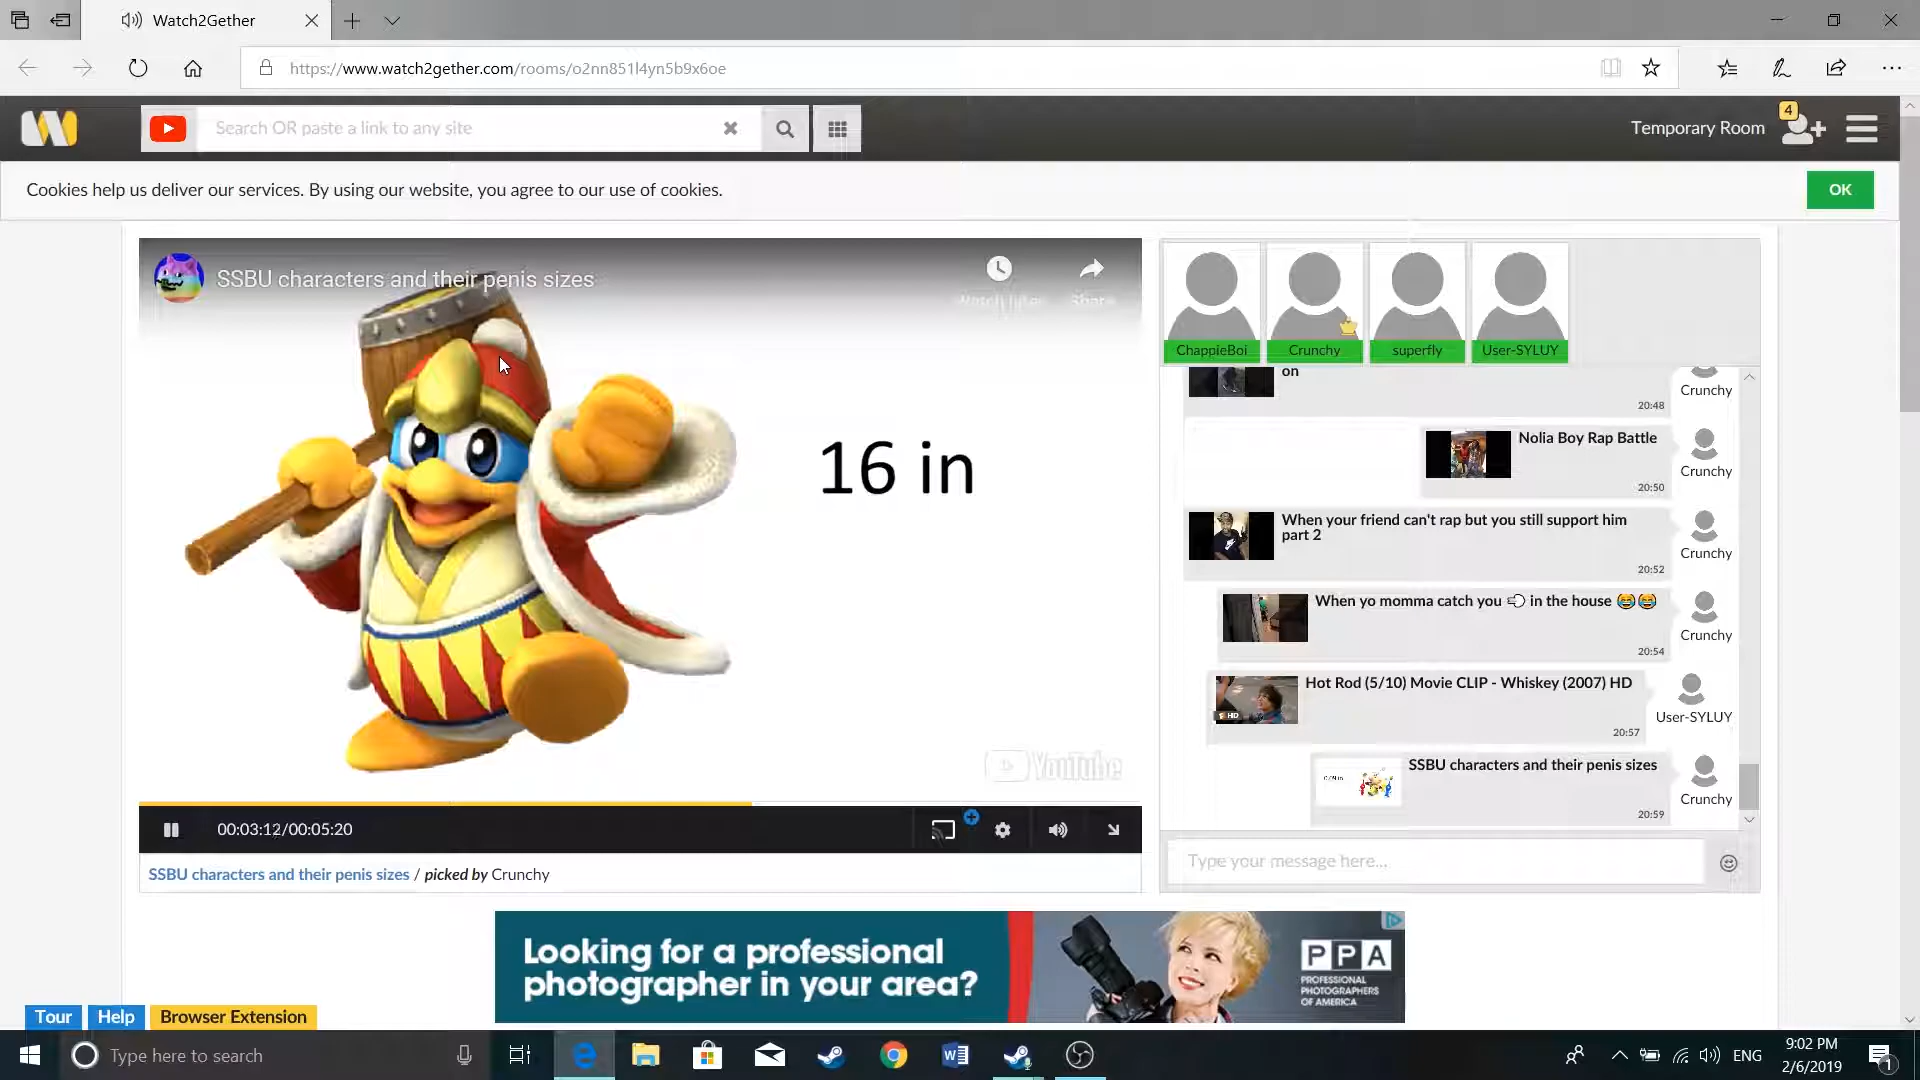 Watch2Gether
https://www.watch2gether.com/rooms/o2nn851l4yn5b9x6oe
Search OR paste a link to any site
Temporary Room
4
Cookies help us deliver our services. By using our website, you agree to our use of cookies.
OK
SSBU characters and their penis sizes
Watch later
Share
16 in
YouTube
00:03:12/00:05:20
SSBU characters and their penis sizes / picked by Crunchy
ChappieBoi
Crunchy
superfly
User-SYLUY
on
Crunchy
20:48
Nolia Boy Rap Battle
Crunchy
20:50
When your friend can't rap but you still support him
part 2
Crunchy
20:52
When yo momma catch you 💨 in the house 😂😂
Crunchy
20:54
Hot Rod (5/10) Movie CLIP - Whiskey (2007) HD
HD
User-SYLUY
20:57
SSBU characters and their penis sizes
Crunchy
20:59
Type your message here...
Looking for a professional
photographer in your area?
PPA
PROFESSIONAL
PHOTOGRAPHERS
OF AMERICA
Tour
Help
Browser Extension
Type here to search
ENG
9:02 PM
2/6/2019
1